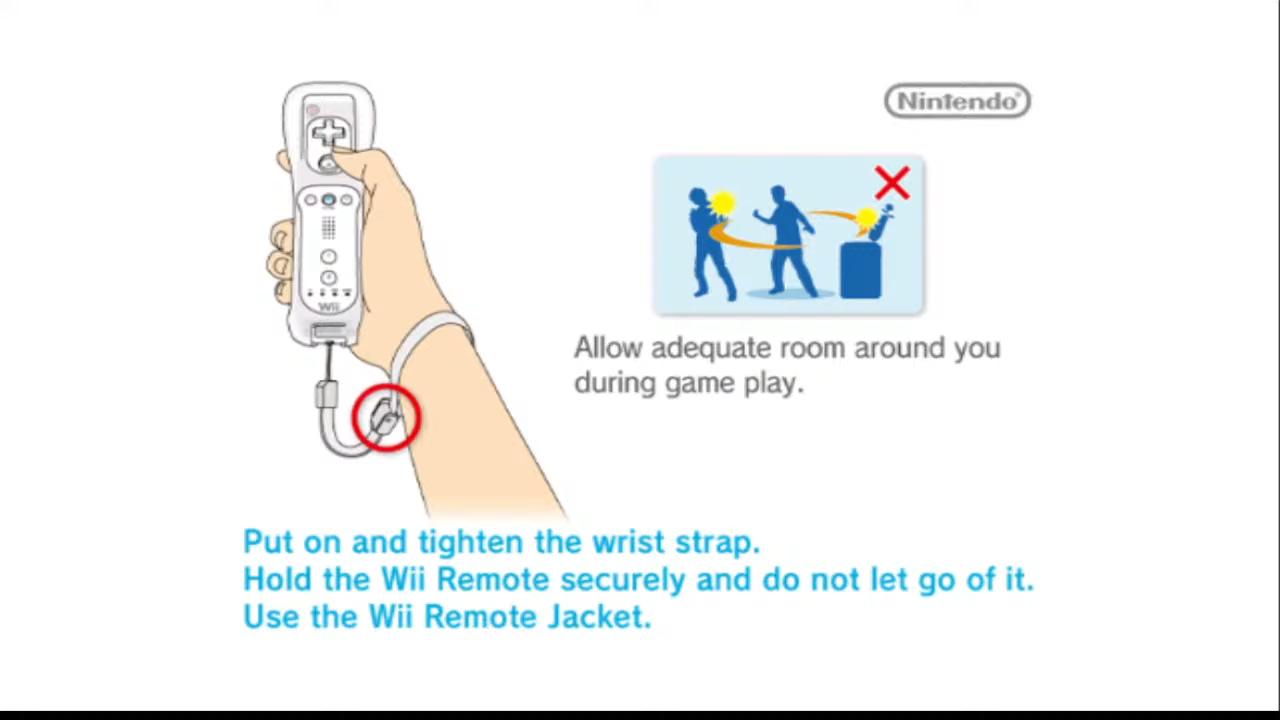 Nintendo®
Wii
Allow adequate room around you
during game play.
Put on and tighten the wrist strap.
Hold the Wii Remote securely and do not let go of it.
Use the Wii Remote Jacket.